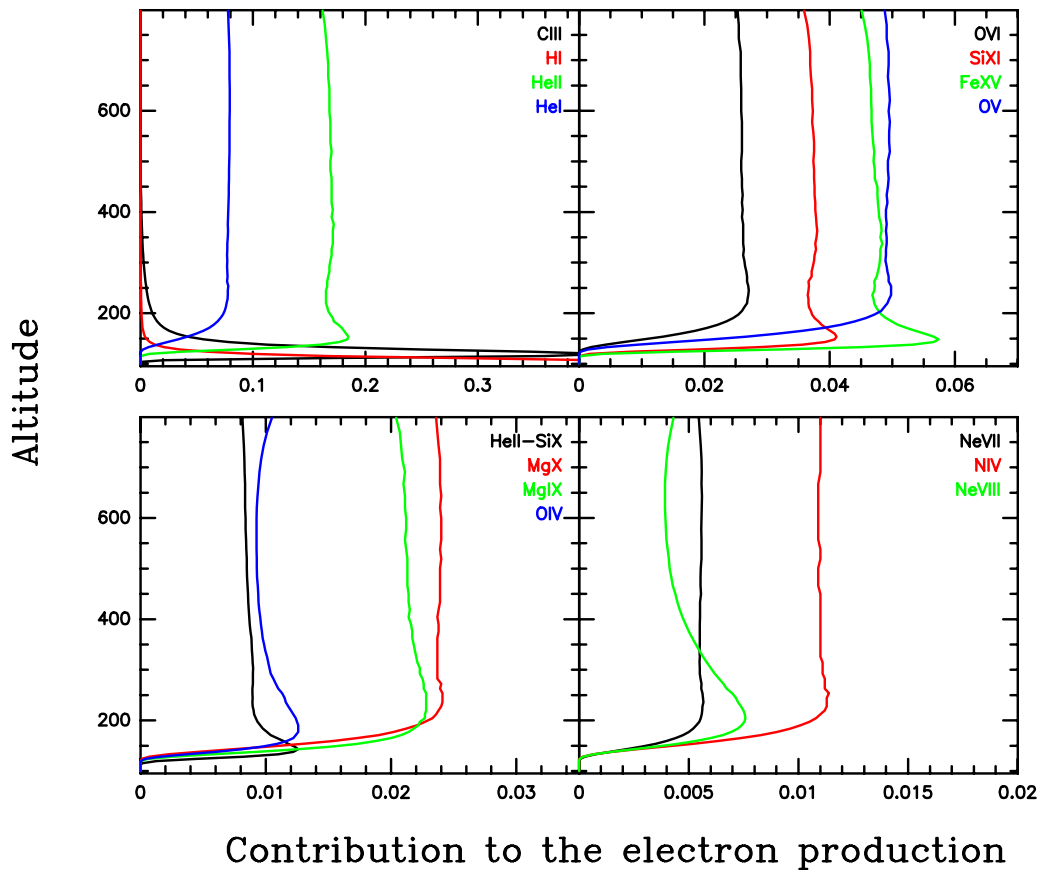 CIII
HI
HeII
HeI
600
400
200
0 0.1 0.2 0.3
OVI
SiXI
FeXV
OV
0 0.02 0.04 0.06
Altitude
HeII-SiX
MgX
MgIX
OIV
600
400
200
0 0.01 0.02 0.03
NeVII
NIV
NeVIII
0 0.005 0.01 0.015 0.02
Contribution to the electron production